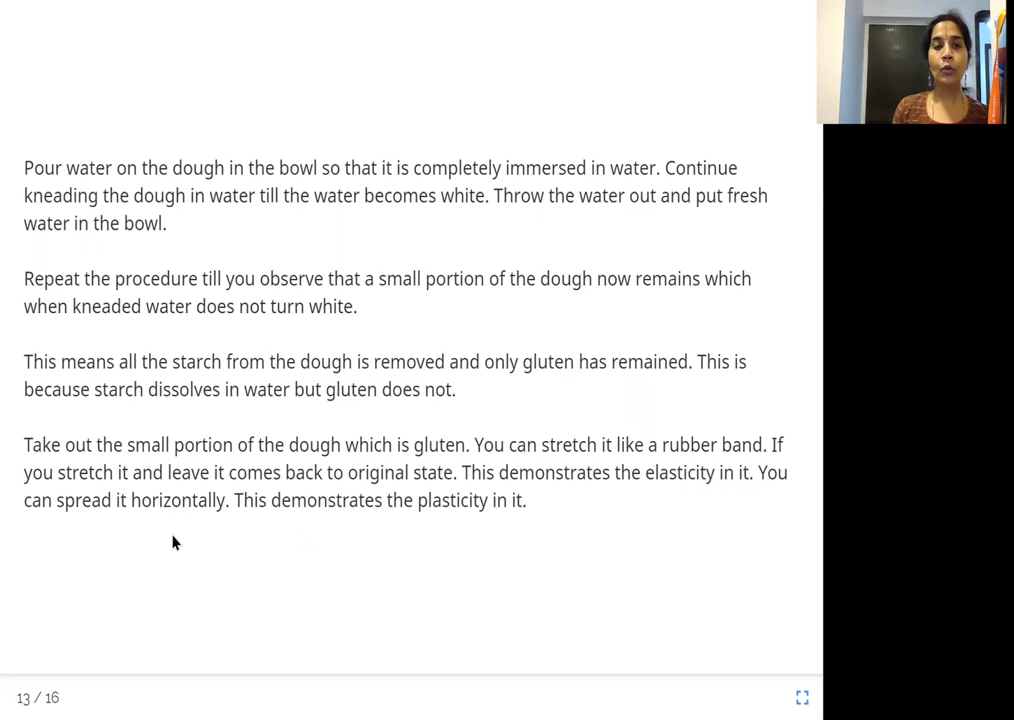 Pour water on the dough in the bowl so that it is completely immersed in water. Continue
kneading the dough in water till the water becomes white. Throw the water out and put fresh
water in the bowl.
Repeat the procedure till you observe that a small portion of the dough now remains which
when kneaded water does not turn white.
This means all the starch from the dough is removed and only gluten has remained. This is
because starch dissolves in water but gluten does not.
Take out the small portion of the dough which is gluten. You can stretch it like a rubber band. If
you stretch it and leave it comes back to original state. This demonstrates the elasticity in it. You
can spread it horizontally. This demonstrates the plasticity in it.
13 / 16